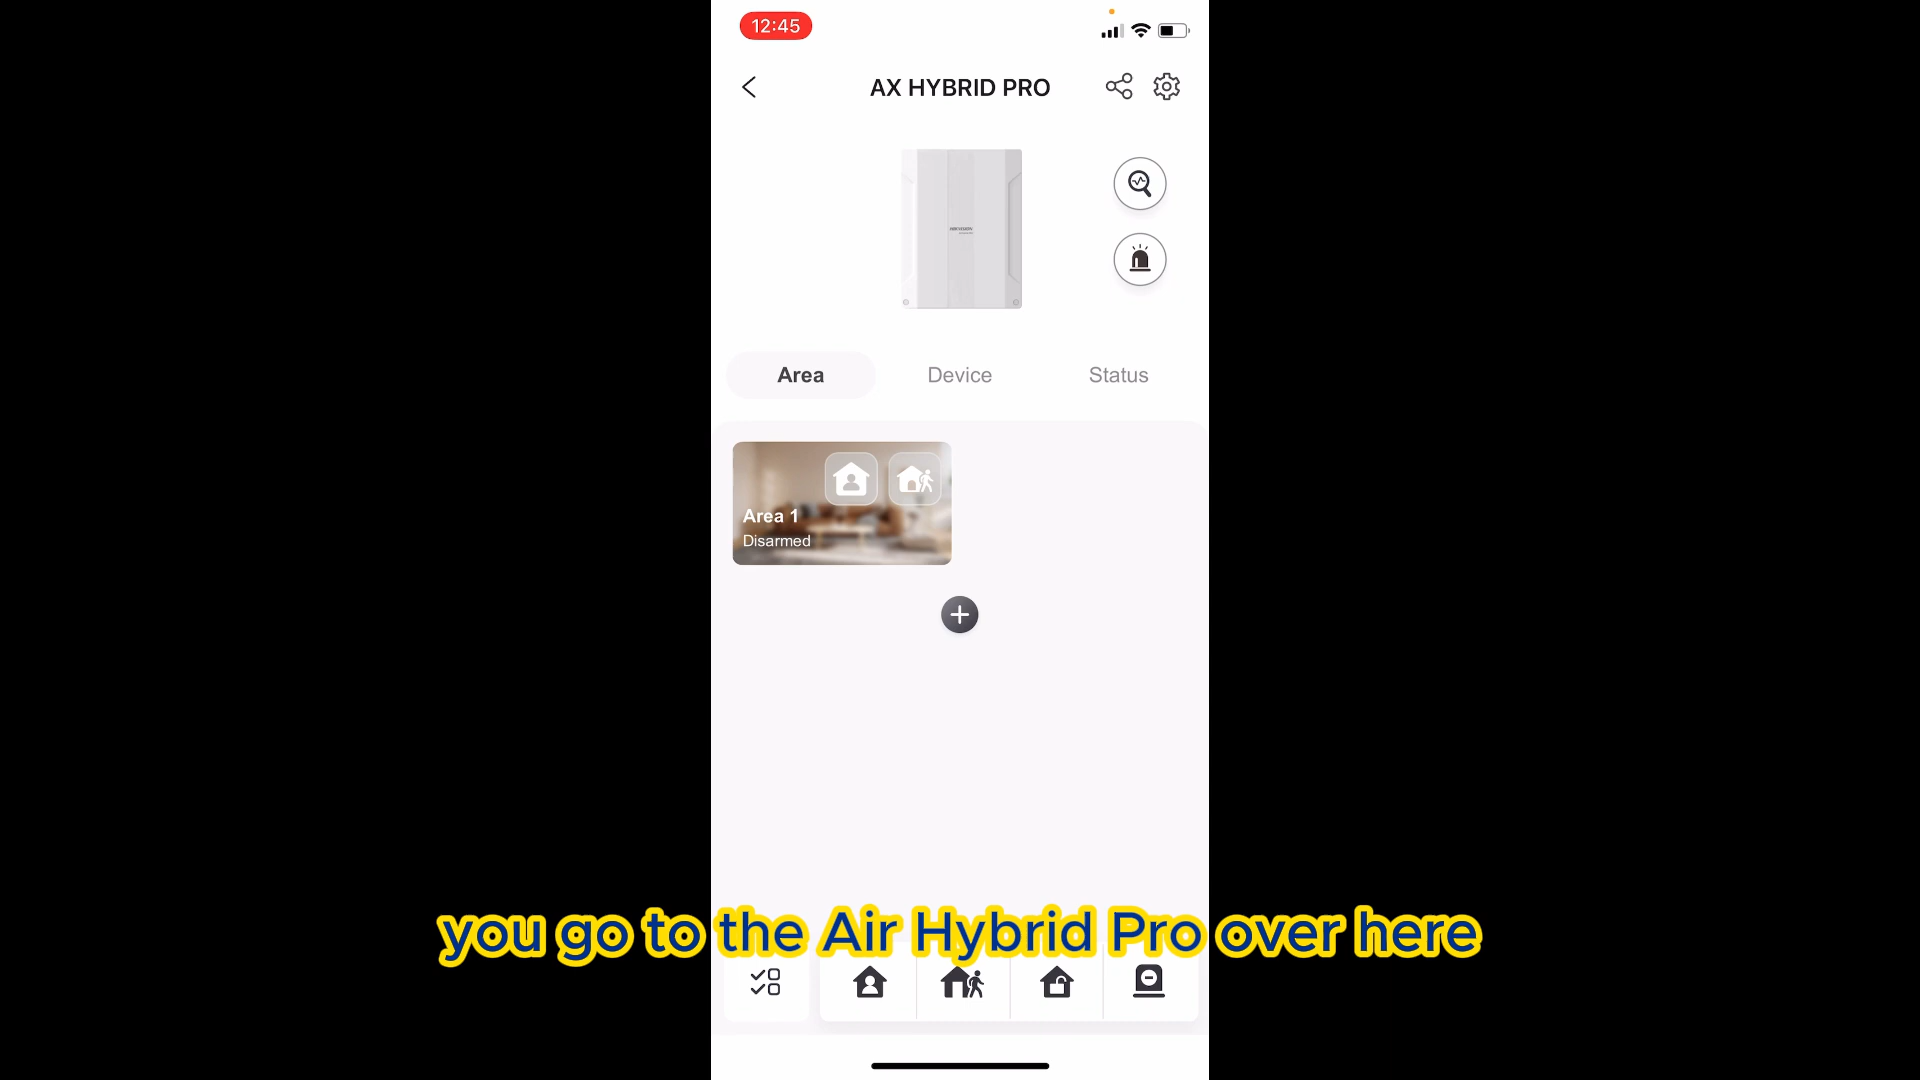 12:45
AX HYBRID PRO
HIKVISION
Area
Device
Status
Area 1
Disarmed
you go to the Air Hybrid Pro over here